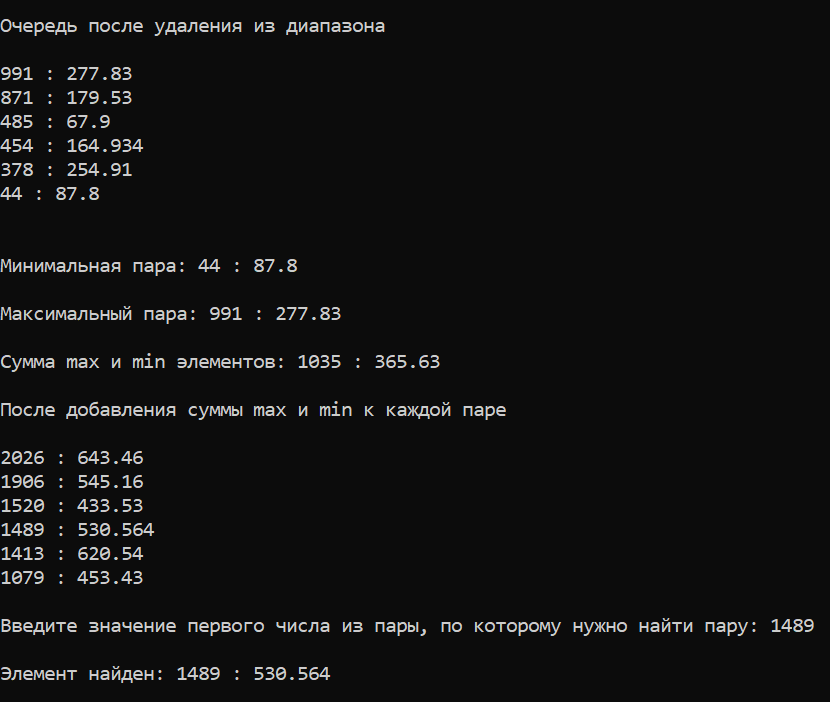 Очередь после удаления из диапазона
991 : 277.83
871 : 179.53
485 : 67.9
454 : 164.934
378 : 254.91
44 : 87.8
Минимальная пара: 44 : 87.8
Максимальный пара: 991 : 277.83
Сумма max и min элементов: 1035 : 365.63
После добавления суммы max и min к каждой паре
2026 : 643.46
1906 : 545.16
1520 : 433.53
1489 : 530.564
1413 : 620.54
1079 : 453.43
Введите значение первого числа из пары, по которому нужно найти пару: 1489
Элемент найден: 1489 : 530.564